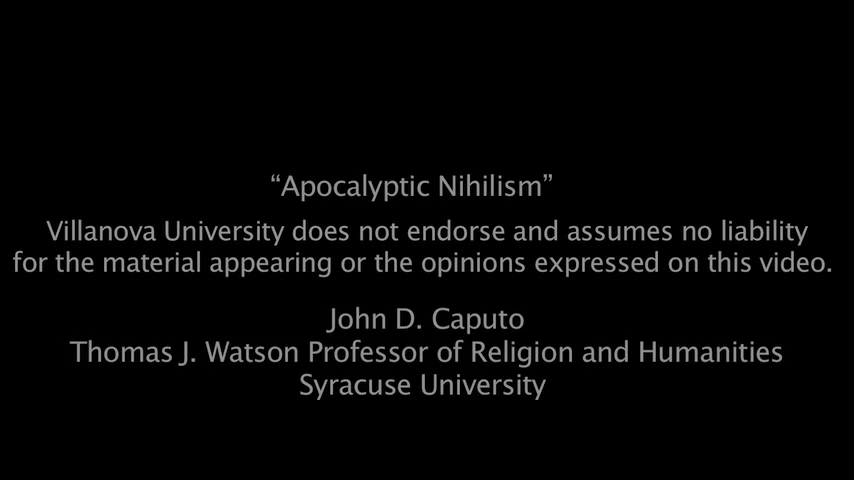 “Apocalyptic Nihilism”
Villanova University does not endorse and assumes no liability
for the material appearing or the opinions expressed on this video.
John D. Caputo
Thomas J. Watson Professor of Religion and Humanities
Syracuse University